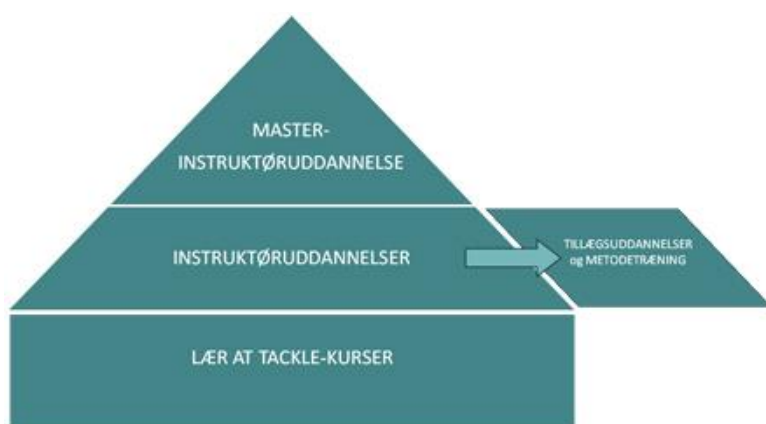 MASTER-
INSTRUKTØRUDDANNELSE
INSTRUKTØRUDDANNELSER
TILLÆGSUDDANNELSER
og METODETRÆNING
LÆR AT TACKLE-KURSER